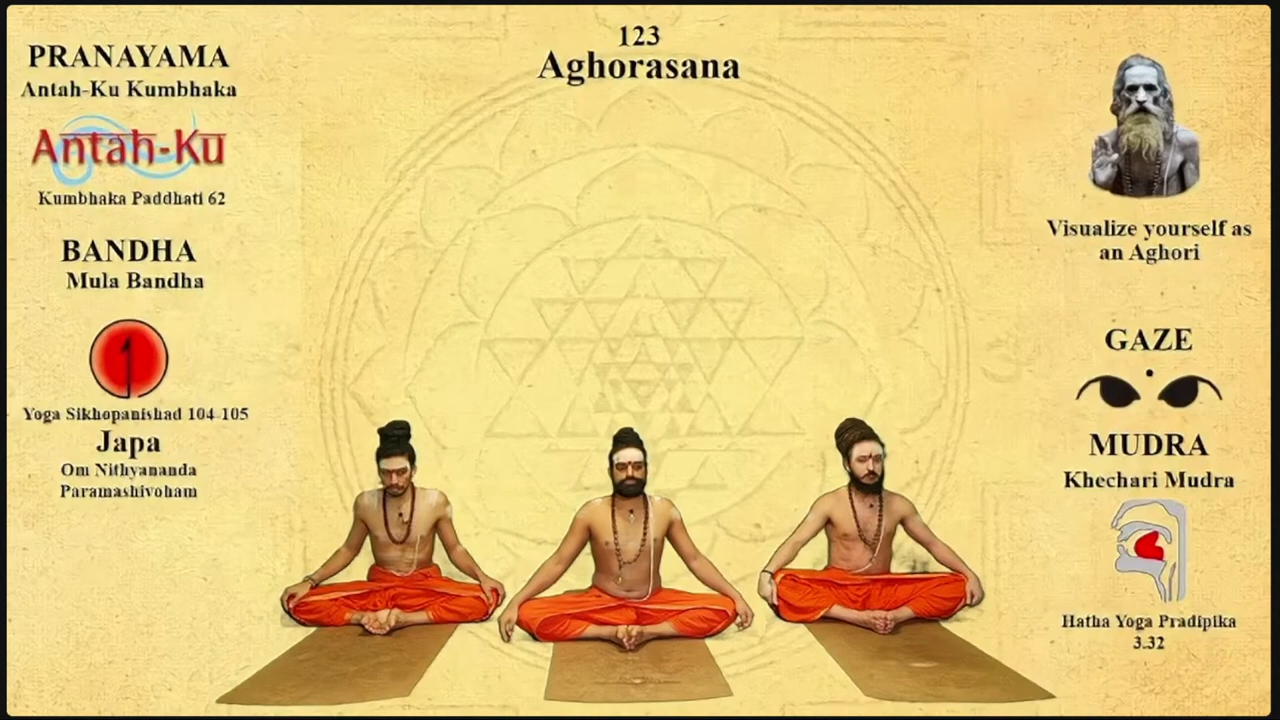 123
Aghorasana
PRANAYAMA
Antah-Ku Kumbhaka
Antah-Ku
Kumbhaka Paddhati 62
BANDHA
Mula Bandha
Yoga Sikhopanishad 104-105
Japa
Om Nithyananda
Paramashivoham
Visualize yourself as
an Aghori
GAZE
MUDRA
Khechari Mudra
Hatha Yoga Pradipika
3.32